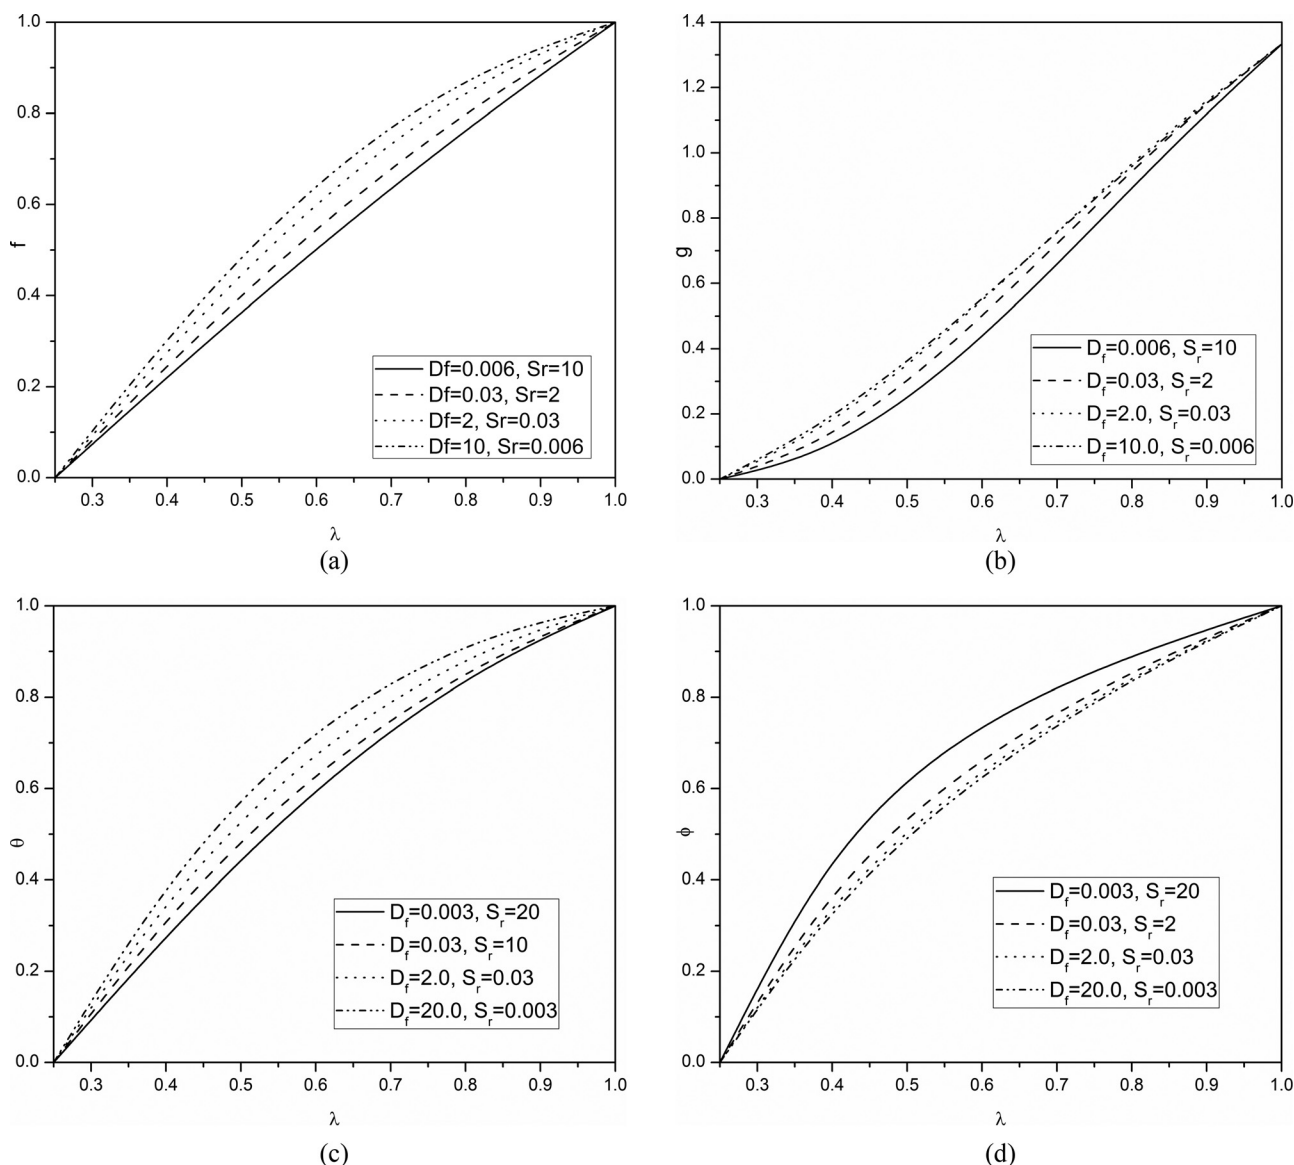 1.0
0.8
0.6
f
0.4
0.2
0.0
Df=0.006, Sr=10
Df=0.03, Sr=2
Df=2, Sr=0.03
Df=10, Sr=0.006
0.3 0.4 0.5 0.6 0.7 0.8 0.9 1.0
λ
(a)
1.4
1.2
1.0
0.8
g
0.6
0.4
0.2
0.0
Df=0.006, Sr=10
Df=0.03, Sr=2
Df=2.0, Sr=0.03
Df=10.0, Sr=0.006
0.3 0.4 0.5 0.6 0.7 0.8 0.9 1.0
λ
(b)
1.0
0.8
0.6
θ
0.4
0.2
0.0
Df=0.003, Sr=20
Df=0.03, Sr=10
Df=2.0, Sr=0.03
Df=20.0, Sr=0.003
0.3 0.4 0.5 0.6 0.7 0.8 0.9 1.0
λ
(c)
1.0
0.8
0.6
ϕ
0.4
0.2
0.0
Df=0.003, Sr=20
Df=0.03, Sr=2
Df=2.0, Sr=0.03
Df=20.0, Sr=0.003
0.3 0.4 0.5 0.6 0.7 0.8 0.9 1.0
λ
(d)